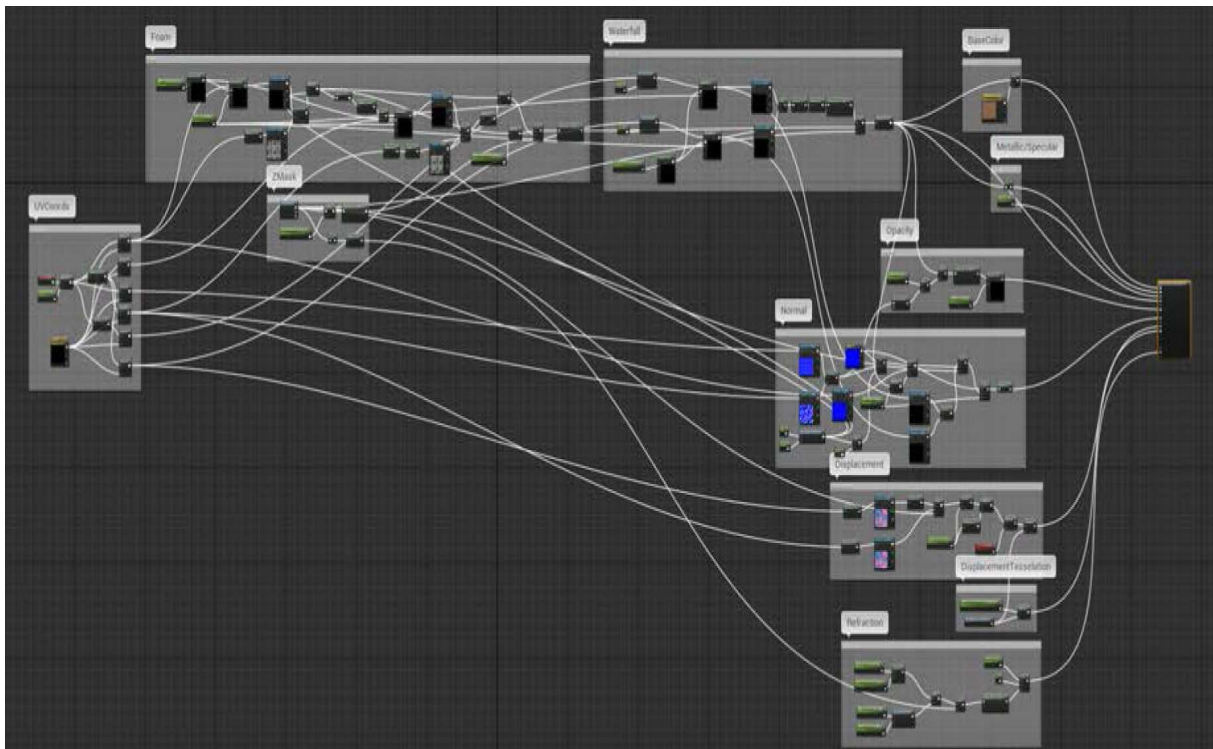 Foam
Waterfall
BaseColor
Metallic/Specular
ZMask
UVCoords
Opacity
Normal
Displacement
DisplacementTesselation
Refraction